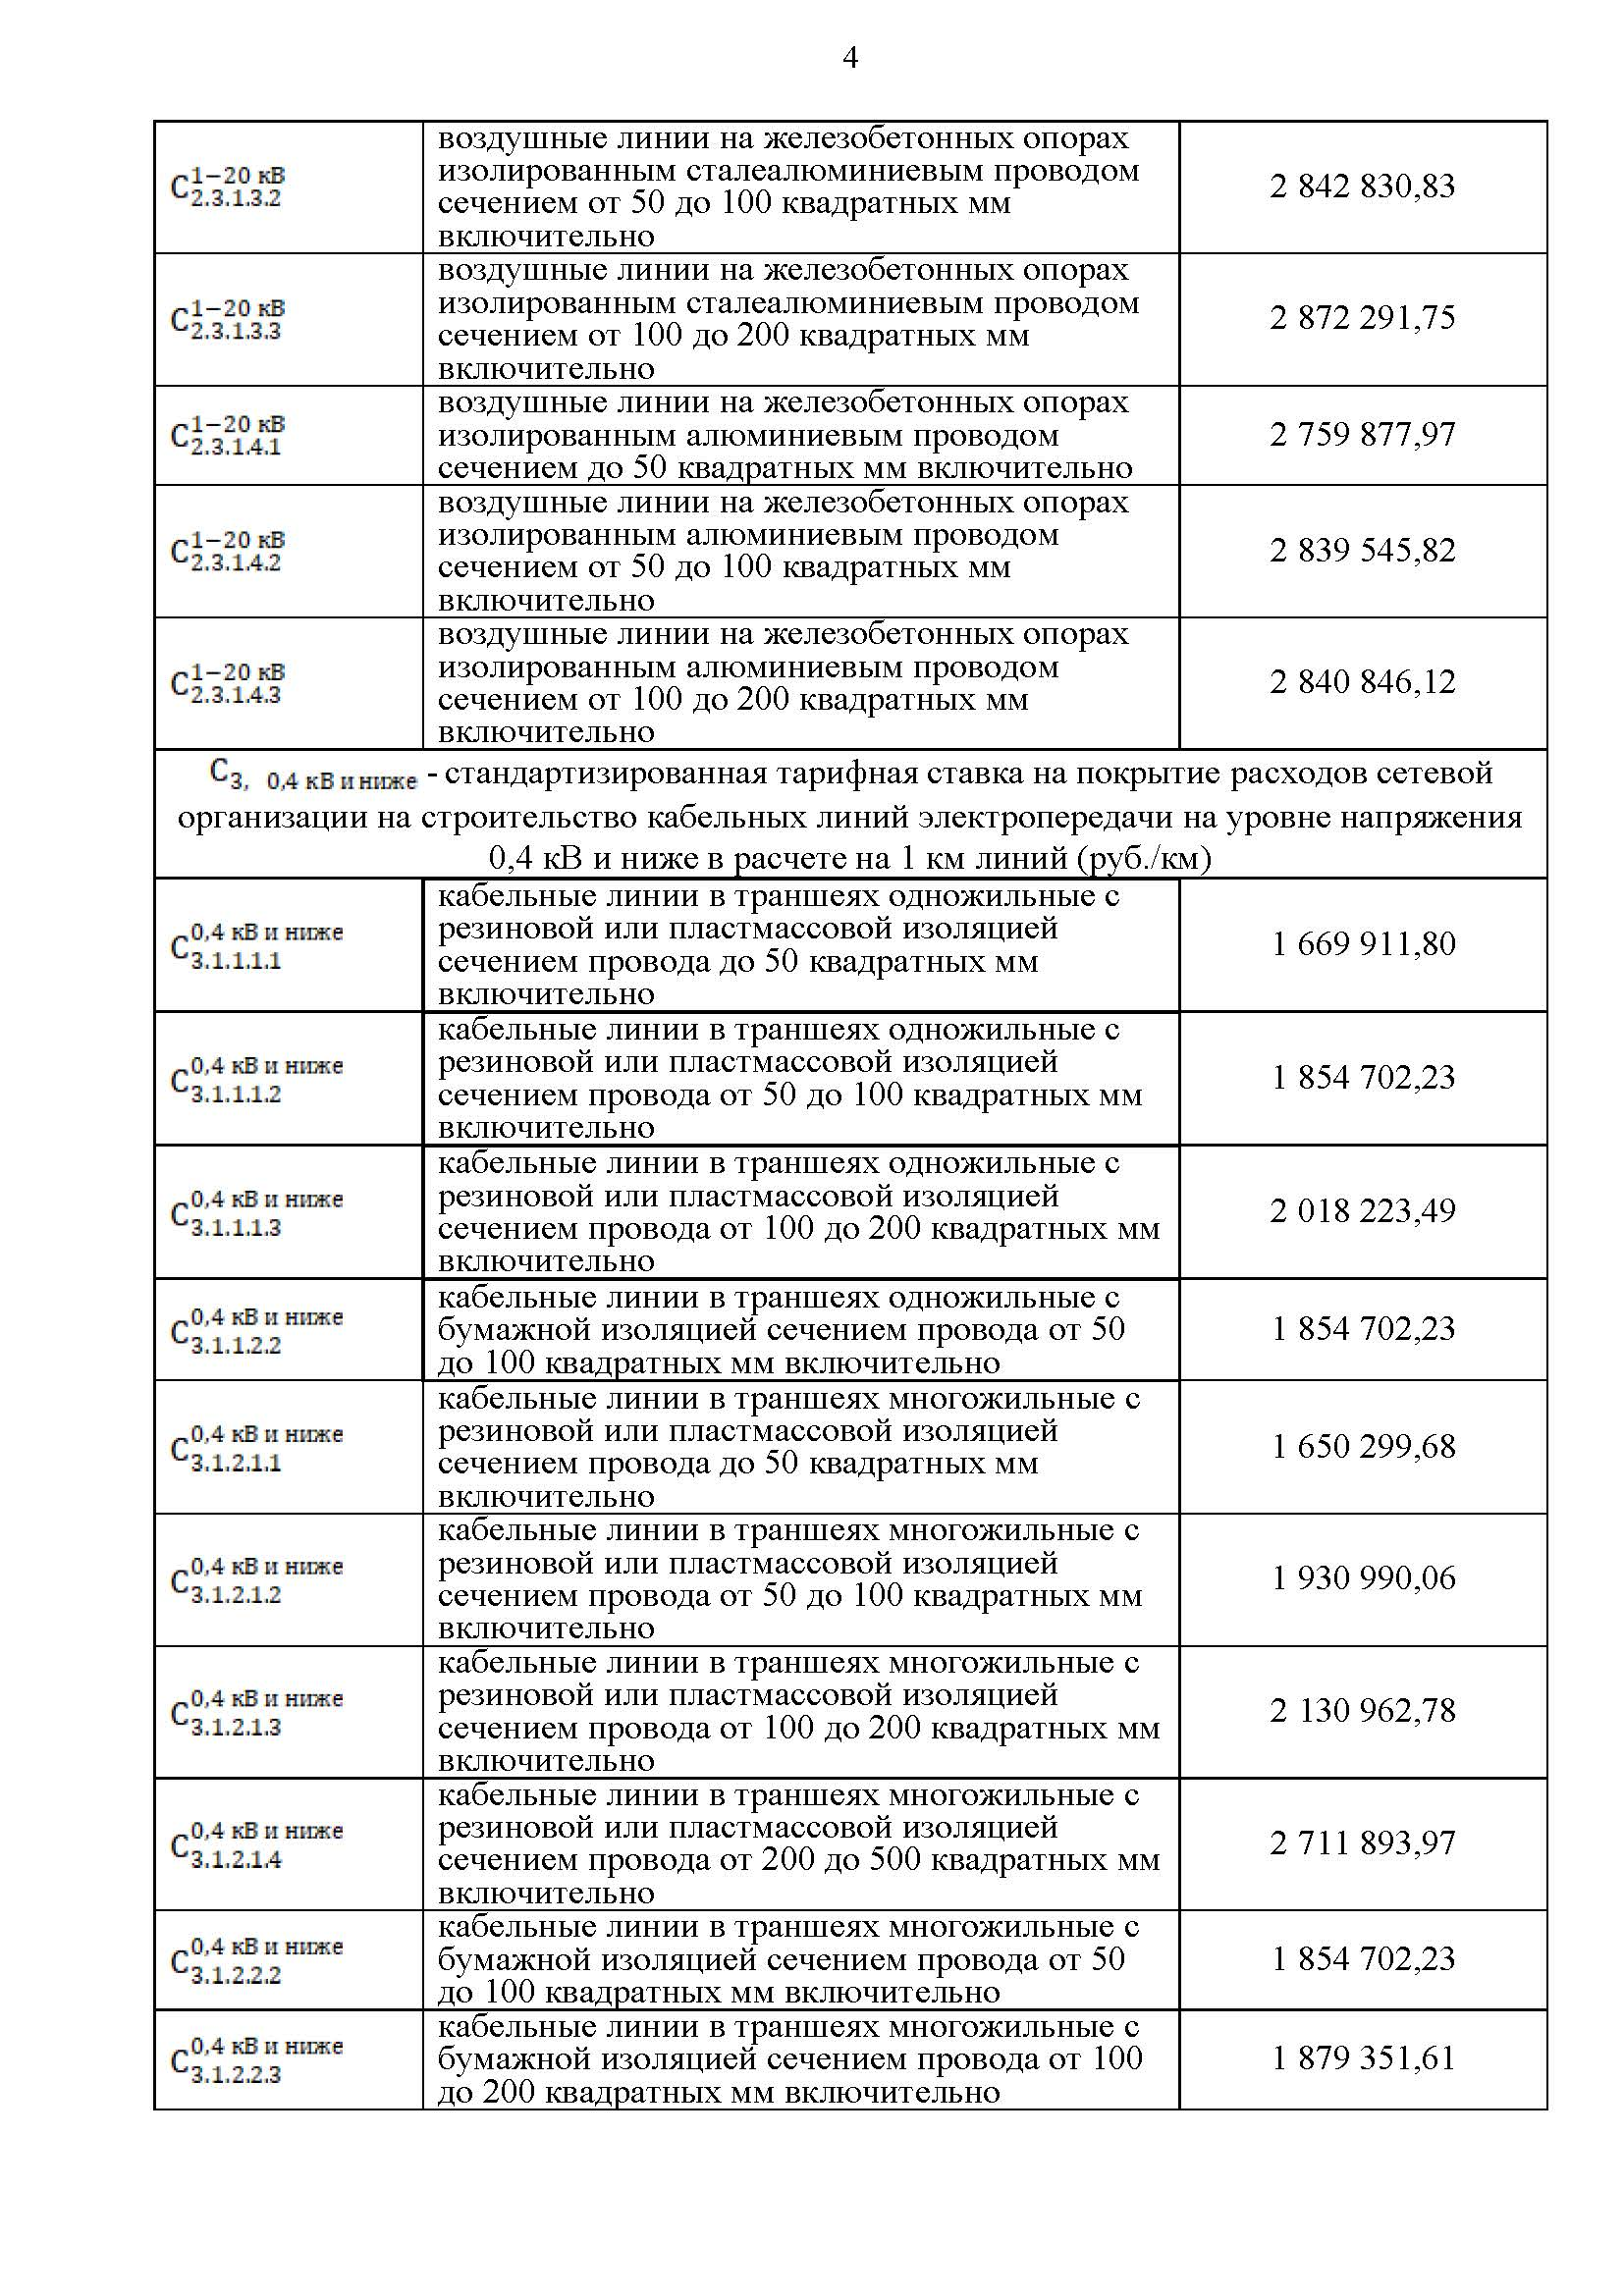 4
С 1−20 кВ 2.3.1.3.2
воздушные линии на железобетонных опорах
изолированным сталеалюминиевым проводом
сечением от 50 до 100 квадратных мм
включительно
2 842 830,83
С 1−20 кВ 2.3.1.3.3
воздушные линии на железобетонных опорах
изолированным сталеалюминиевым проводом
сечением от 100 до 200 квадратных мм
включительно
2 872 291,75
С 1−20 кВ 2.3.1.4.1
воздушные линии на железобетонных опорах
изолированным алюминиевым проводом
сечением до 50 квадратных мм включительно
2 759 877,97
С 1−20 кВ 2.3.1.4.2
воздушные линии на железобетонных опорах
изолированным алюминиевым проводом
сечением от 50 до 100 квадратных мм
включительно
2 839 545,82
С 1−20 кВ 2.3.1.4.3
воздушные линии на железобетонных опорах
изолированным алюминиевым проводом
сечением от 100 до 200 квадратных мм
включительно
2 840 846,12
С 3, 0,4 кВ и ниже - стандартизированная тарифная ставка на покрытие расходов сетевой
организации на строительство кабельных линий электропередачи на уровне напряжения
0,4 кВ и ниже в расчете на 1 км линий (руб./км)
С 0,4 кВ и ниже 3.1.1.1.1
кабельные линии в траншеях одножильные с
резиновой или пластмассовой изоляцией
сечением провода до 50 квадратных мм
включительно
1 669 911,80
С 0,4 кВ и ниже 3.1.1.1.2
кабельные линии в траншеях одножильные с
резиновой или пластмассовой изоляцией
сечением провода от 50 до 100 квадратных мм
включительно
1 854 702,23
С 0,4 кВ и ниже 3.1.1.1.3
кабельные линии в траншеях одножильные с
резиновой или пластмассовой изоляцией
сечением провода от 100 до 200 квадратных мм
включительно
2 018 223,49
С 0,4 кВ и ниже 3.1.1.2.2
кабельные линии в траншеях одножильные с
бумажной изоляцией сечением провода от 50
до 100 квадратных мм включительно
1 854 702,23
С 0,4 кВ и ниже 3.1.2.1.1
кабельные линии в траншеях многожильные с
резиновой или пластмассовой изоляцией
сечением провода до 50 квадратных мм
включительно
1 650 299,68
С 0,4 кВ и ниже 3.1.2.1.2
кабельные линии в траншеях многожильные с
резиновой или пластмассовой изоляцией
сечением провода от 50 до 100 квадратных мм
включительно
1 930 990,06
С 0,4 кВ и ниже 3.1.2.1.3
кабельные линии в траншеях многожильные с
резиновой или пластмассовой изоляцией
сечением провода от 100 до 200 квадратных мм
включительно
2 130 962,78
С 0,4 кВ и ниже 3.1.2.1.4
кабельные линии в траншеях многожильные с
резиновой или пластмассовой изоляцией
сечением провода от 200 до 500 квадратных мм
включительно
2 711 893,97
С 0,4 кВ и ниже 3.1.2.2.2
кабельные линии в траншеях многожильные с
бумажной изоляцией сечением провода от 50
до 100 квадратных мм включительно
1 854 702,23
С 0,4 кВ и ниже 3.1.2.2.3
кабельные линии в траншеях многожильные с
бумажной изоляцией сечением провода от 100
до 200 квадратных мм включительно
1 879 351,61